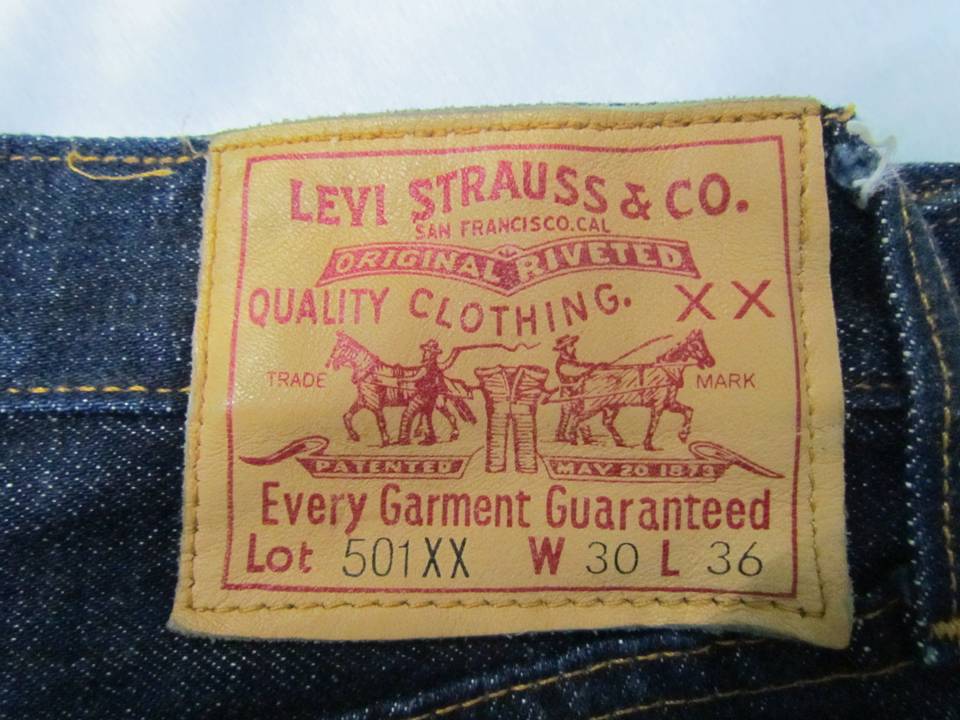 LEVI STRAUSS & CO.
SAN FRANCISCO.CAL
ORIGINAL RIVETED
QUALITY CLOTHING. XX
TRADE MARK
PATENTED MAY 20 1873
Every Garment Guaranteed
Lot 501XX W 30 L 36